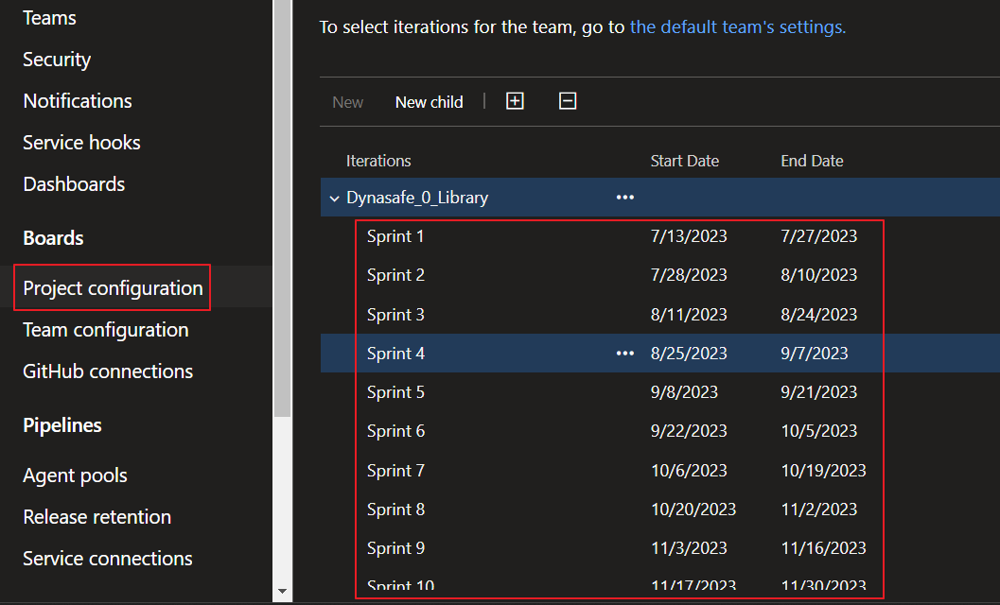 Teams
Security
Notifications
Service hooks
Dashboards
Boards
Project configuration
Team configuration
GitHub connections
Pipelines
Agent pools
Release retention
Service connections
To select iterations for the team, go to the default team's settings.
New New child
Iterations Start Date End Date
Dynasafe_0_Library
Sprint 1 7/13/2023 7/27/2023
Sprint 2 7/28/2023 8/10/2023
Sprint 3 8/11/2023 8/24/2023
Sprint 4 8/25/2023 9/7/2023
Sprint 5 9/8/2023 9/21/2023
Sprint 6 9/22/2023 10/5/2023
Sprint 7 10/6/2023 10/19/2023
Sprint 8 10/20/2023 11/2/2023
Sprint 9 11/3/2023 11/16/2023
Sprint 10 11/17/2023 11/30/2023